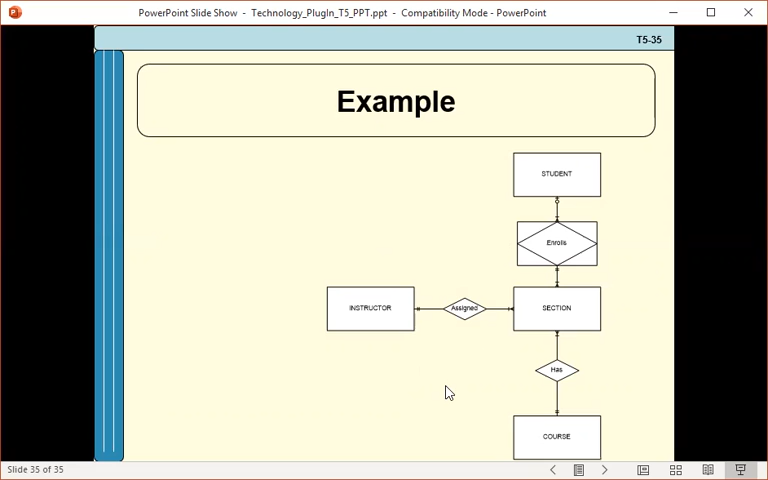 PowerPoint Slide Show - Technology_PlugIn_T5_PPT.ppt - Compatibility Mode - PowerPoint
T5-35
Example
STUDENT
Enrolls
INSTRUCTOR
Assigned
SECTION
Has
COURSE
Slide 35 of 35